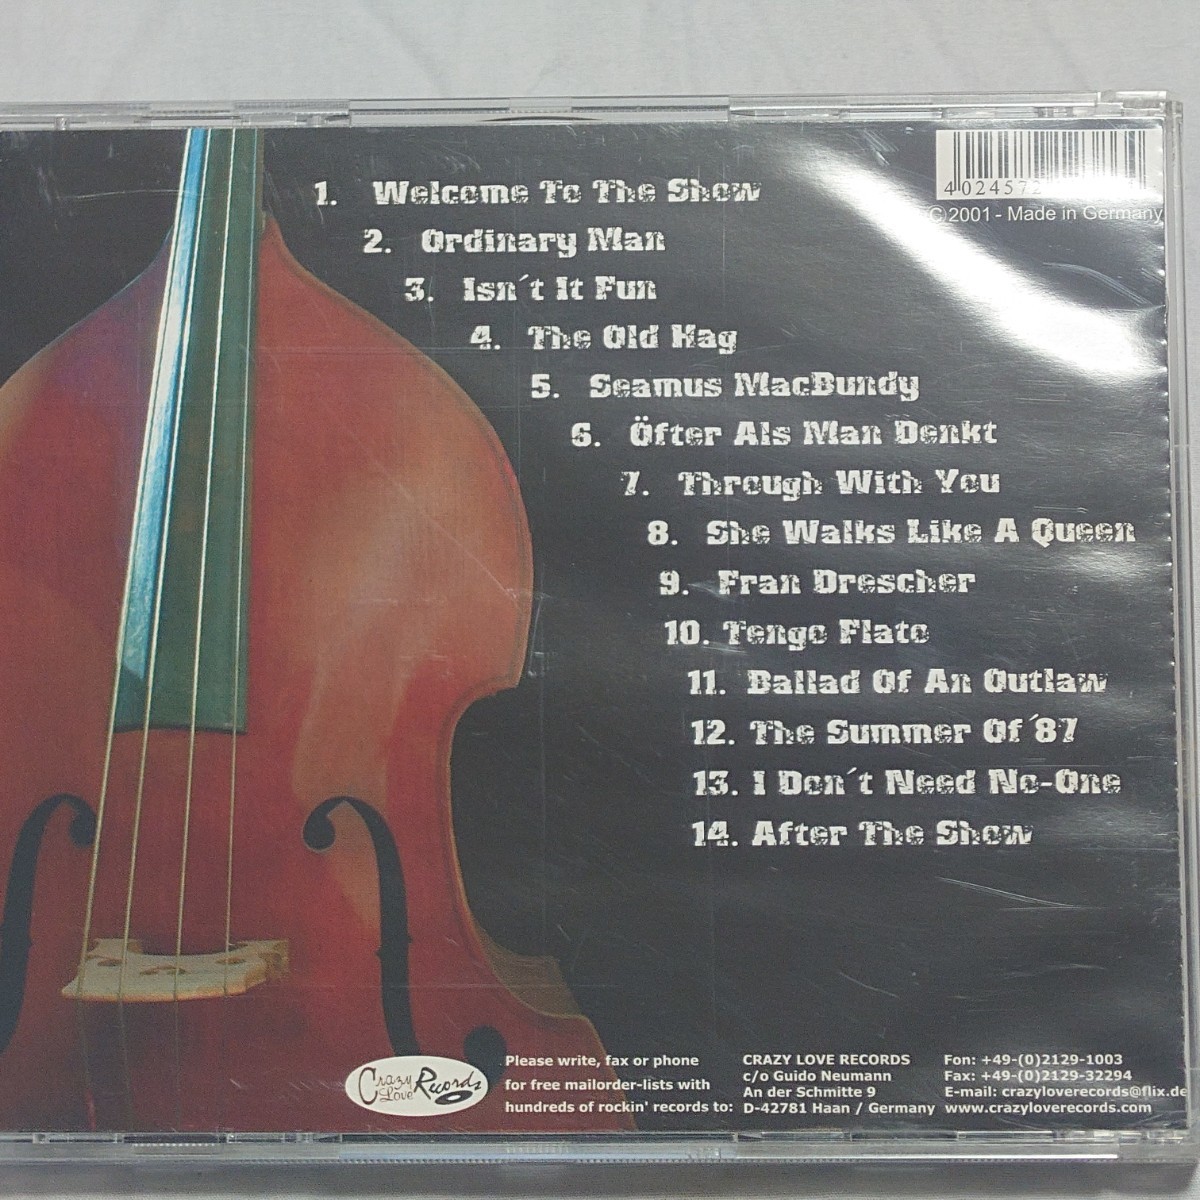 4 024572
©2001 - Made in Germany
1. Welcome To The Show
2. Ordinary Man
3. Isn´t It Fun
4. The Old Hag
5. Seamus MacBundy
6. Öfter Als Man Denkt
7. Through With You
8. She Walks Like A Queen
9. Fran Drescher
10. Tengo Flato
11. Ballad Of An Outlaw
12. The Summer Of ´87
13. I Don´t Need No-One
14. After The Show
Crazy Love Records
Please write, fax or phone
for free mailorder-lists with
hundreds of rockin' records to:
CRAZY LOVE RECORDS
c/o Guido Neumann
An der Schmitte 9
D-42781 Haan / Germany
Fon: +49-(0)2129-1003
Fax: +49-(0)2129-32294
E-mail: crazyloverecords@flix.de
www.crazyloverecords.com